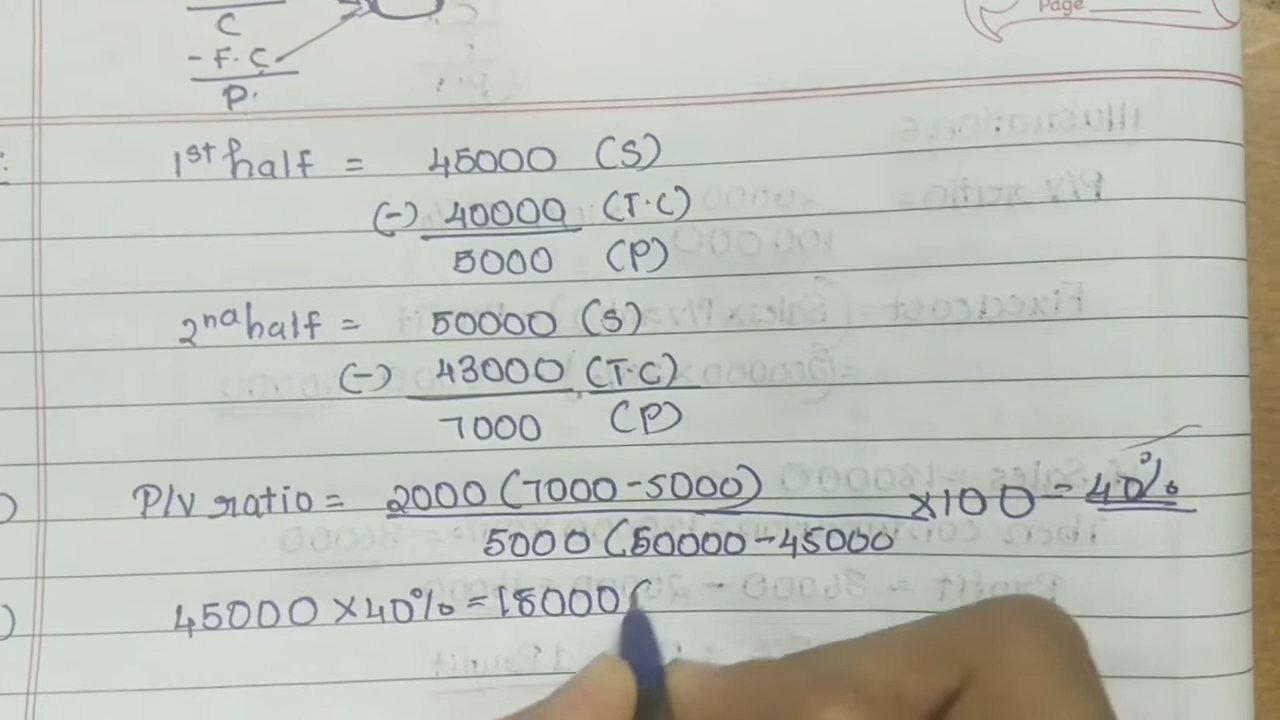 Page
C
- F.C
P.
1st half = 45000 (S)
(-) 40000 (T.C)
5000 (P)
2nd half = 50000 (S)
(-) 43000 (T.C)
7000 (P)
P/V ratio = 2000 (7000-5000) x100 = 40%
5000 (50000-45000
45000 x 40% = 18000 (